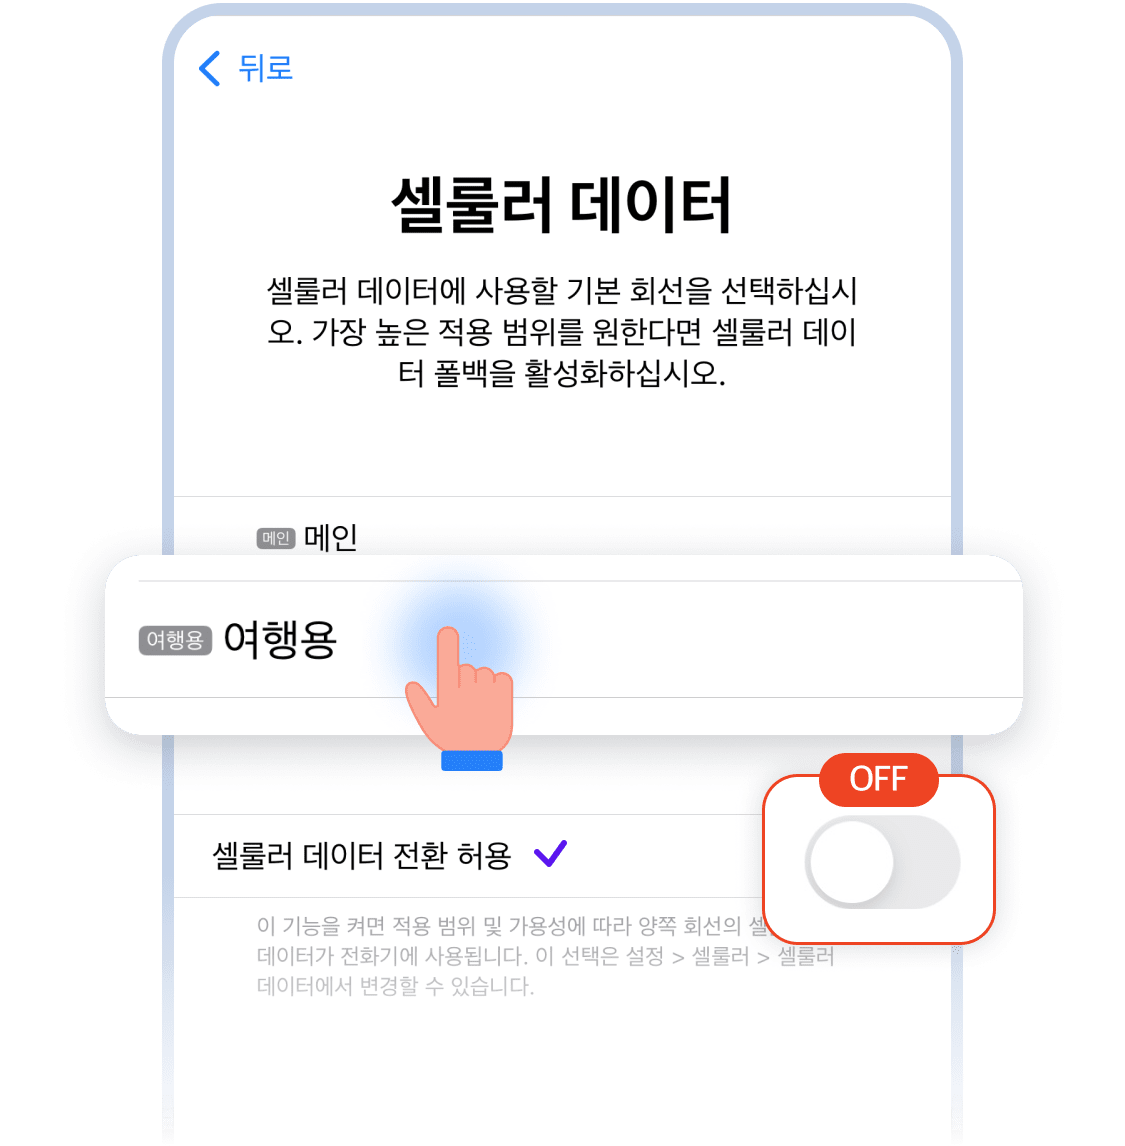 뒤로
셀룰러 데이터
셀룰러 데이터에 사용할 기본 회선을 선택하십시
오. 가장 높은 적용 범위를 원한다면 셀룰러 데이
터 폴백을 활성화하십시오.
메인 메인
여행용 여행용
OFF
셀룰러 데이터 전환 허용
이 기능을 켜면 적용 범위 및 가용성에 따라 양쪽 회선의
데이터가 전화기에 사용됩니다. 이 선택은 설정 > 셀룰러 > 셀룰러
데이터에서 변경할 수 있습니다.